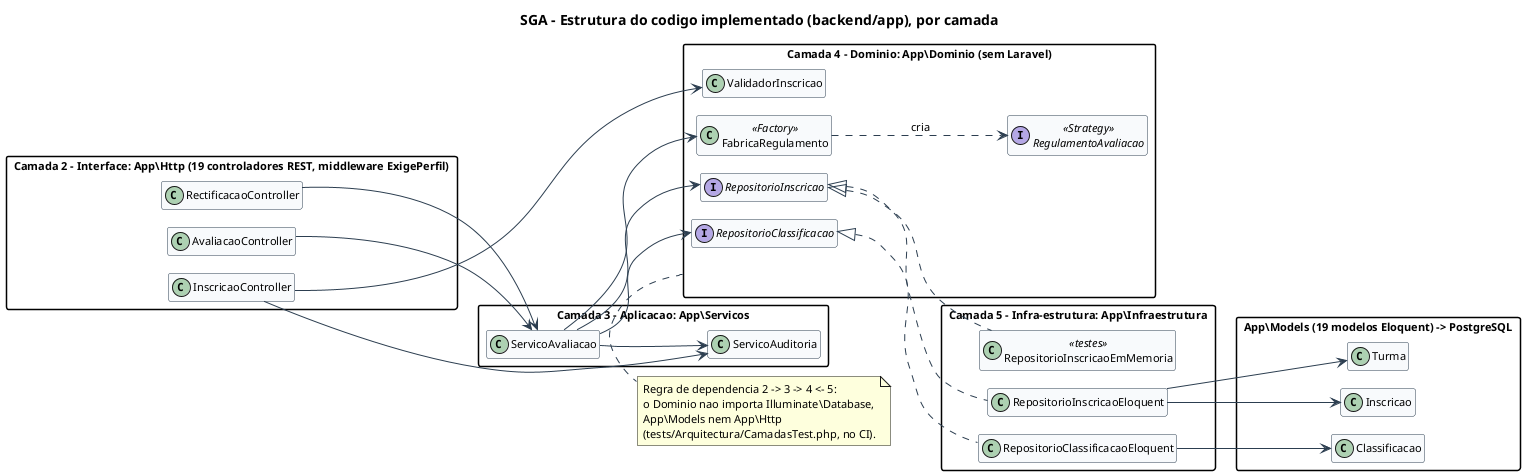 SGA - Estrutura do codigo implementado (backend/app), por camada
Camada 2 - Interface: App\Http (19 controladores REST, middleware ExigePerfil)
C RectificacaoController
C AvaliacaoController
C InscricaoController
Camada 4 - Dominio: App\Dominio (sem Laravel)
C ValidadorInscricao
C «Factory»
FabricaRegulamento
cria
I «Strategy»
RegulamentoAvaliacao
I RepositorioInscricao
I RepositorioClassificacao
Camada 3 - Aplicacao: App\Servicos
C ServicoAvaliacao
C ServicoAuditoria
Regra de dependencia 2 -> 3 -> 4 <- 5:
o Dominio nao importa Illuminate\Database,
App\Models nem App\Http
(tests/Arquitectura/CamadasTest.php, no CI).
Camada 5 - Infra-estrutura: App\Infraestrutura
C «testes»
RepositorioInscricaoEmMemoria
C RepositorioInscricaoEloquent
C RepositorioClassificacaoEloquent
App\Models (19 modelos Eloquent) -> PostgreSQL
C Turma
C Inscricao
C Classificacao